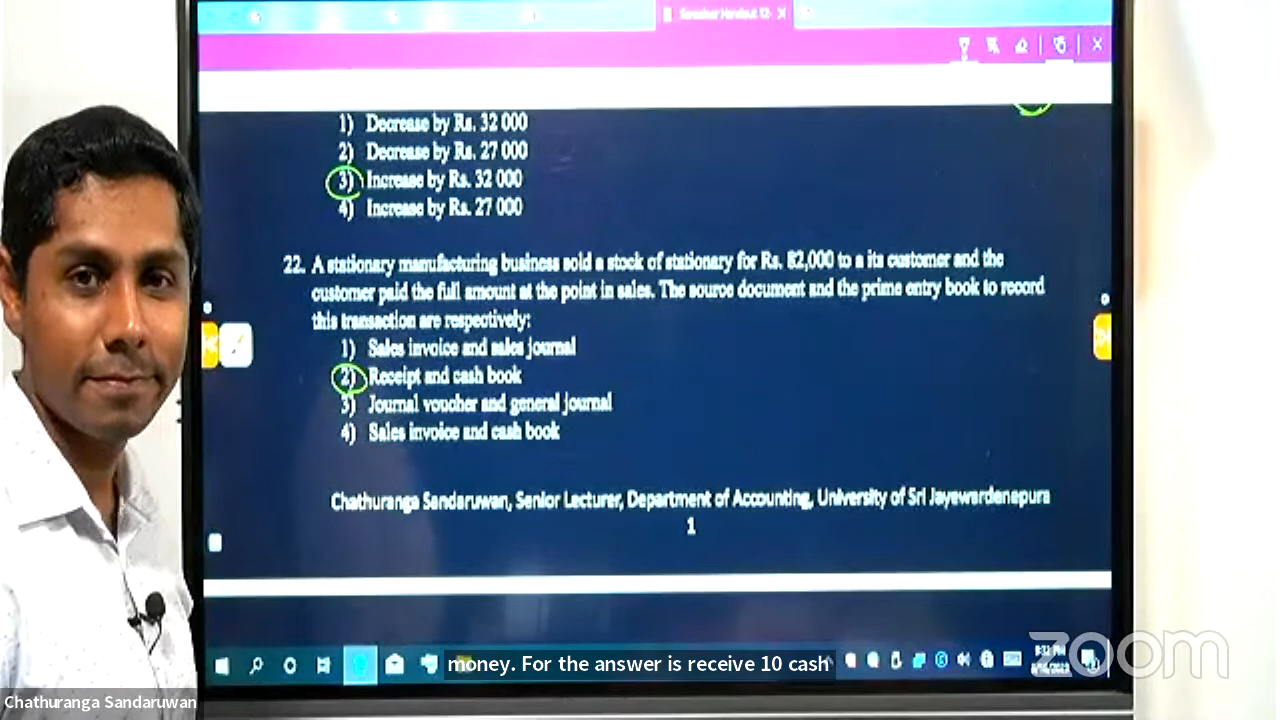 1) Decrease by Rs. 32 000
2) Decrease by Rs. 27 000
3) Increase by Rs. 32 000
4) Increase by Rs. 27 000
22. A stationary manufacturing business sold a stock of stationary for Rs. 82,000 to a its customer and the
customer paid the full amount at the point in sales. The source document and the prime entry book to record
this transaction are respectively:
1) Sales invoice and sales journal
2) Receipt and cash book
3) Journal voucher and general journal
4) Sales invoice and cash book
Chathuranga Sandaruwan, Senior Lecturer, Department of Accounting, University of Sri Jayewardenepura
1
money. For the answer is receive 10 cash
zoom
Chathuranga Sandaruwan